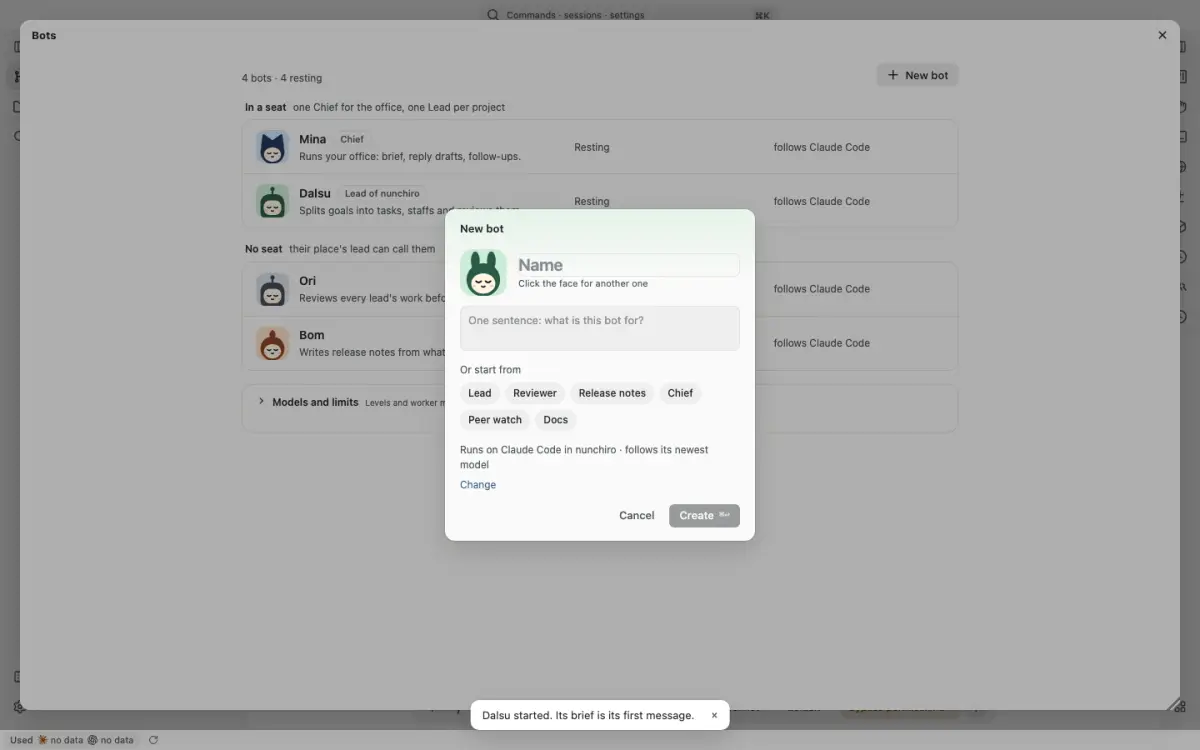 Commands · sessions · settings ⌘K
Bots
4 bots · 4 resting
New bot
In a seat one Chief for the office, one Lead per project
Mina Chief
Runs your office: brief, reply drafts, follow-ups.
Resting
follows Claude Code
Dalsu Lead of nunchiro
Splits goals into tasks, staffs and reviews them.
Resting
follows Claude Code
No seat their place's lead can call them
Ori
Reviews every lead's work
follows Claude Code
Bom
Writes release notes from what
follows Claude Code
Models and limits Levels and worker
New bot
Name
Click the face for another one
One sentence: what is this bot for?
Or start from
Lead Reviewer Release notes Chief
Peer watch Docs
Runs on Claude Code in nunchiro · follows its newest
model
Change
Cancel Create
Dalsu started. Its brief is its first message. ×
Used no data no data